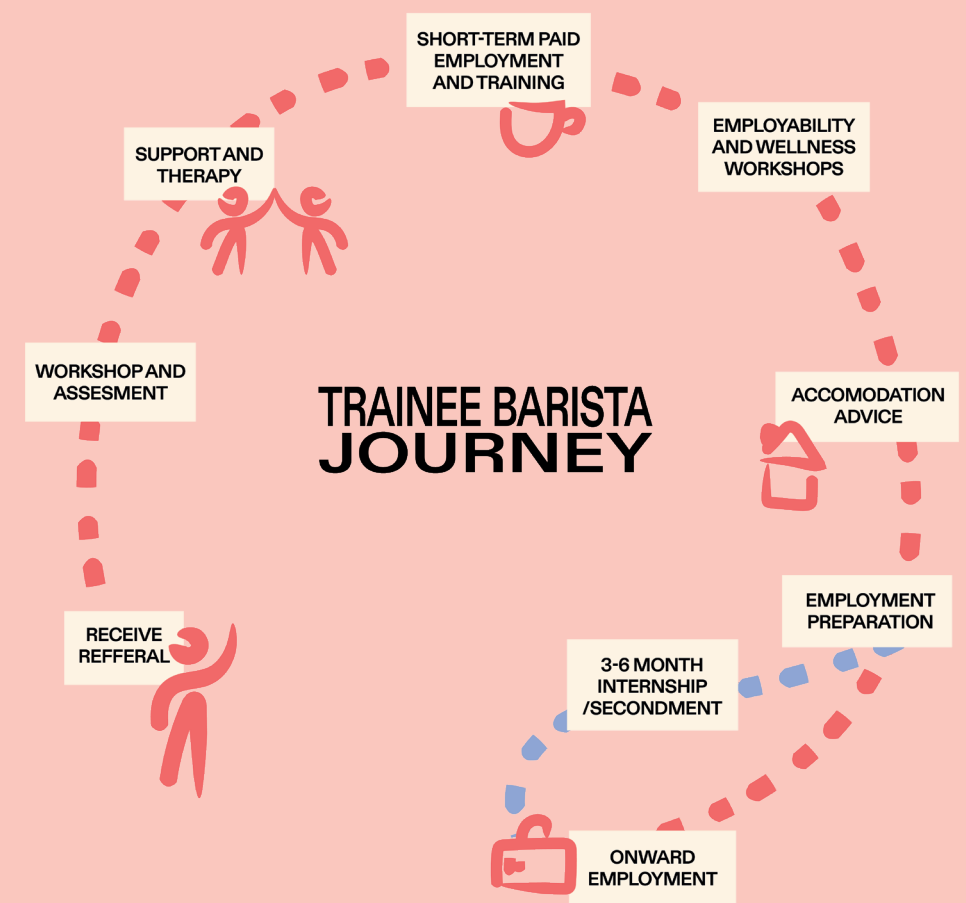 TRAINEE BARISTA
JOURNEY
RECEIVE
REFFERAL
WORKSHOP AND
ASSESMENT
SUPPORT AND
THERAPY
SHORT-TERM PAID
EMPLOYMENT
AND TRAINING
EMPLOYABILITY
AND WELLNESS
WORKSHOPS
ACCOMODATION
ADVICE
EMPLOYMENT
PREPARATION
3-6 MONTH
INTERNSHIP
/SECONDMENT
ONWARD
EMPLOYMENT